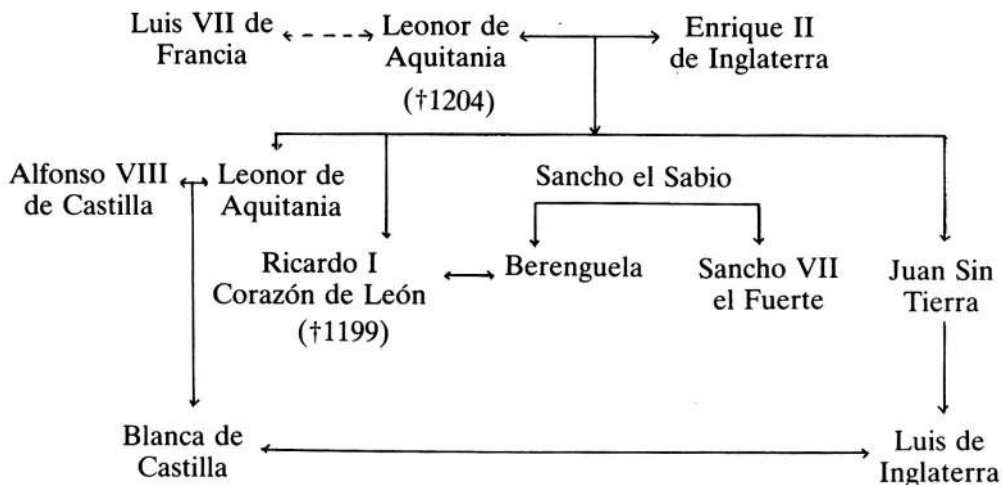 Luis VII de
Francia
Leonor de
Aquitania
(†1204)
Enrique II
de Inglaterra
Alfonso VIII
de Castilla
Leonor de
Aquitania
Sancho el Sabio
Ricardo I
Corazón de León
(†1199)
Berenguela
Sancho VII
el Fuerte
Juan Sin
Tierra
Blanca de
Castilla
Luis de
Inglaterra